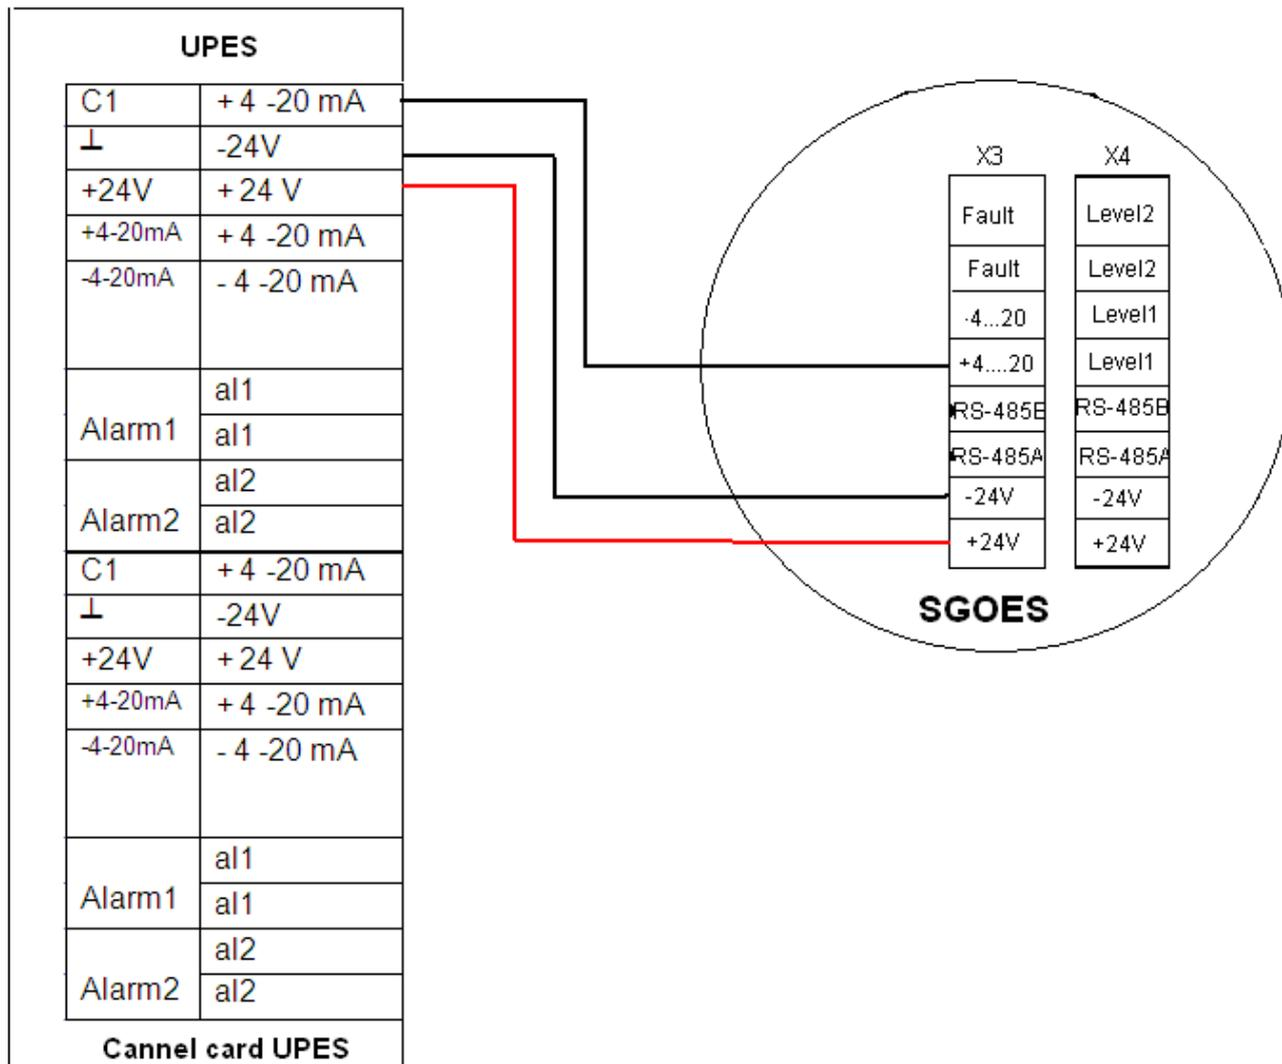 UPES
C1 + 4 -20 mA
⊥ -24V
+24V + 24 V
+4-20mA + 4 -20 mA
-4-20mA - 4 -20 mA
al1
Alarm1 al1
al2
Alarm2 al2
C1 + 4 -20 mA
⊥ -24V
+24V + 24 V
+4-20mA + 4 -20 mA
-4-20mA - 4 -20 mA
al1
Alarm1 al1
al2
Alarm2 al2
Cannel card UPES
X3 X4
Fault Level2
Fault Level2
-4...20 Level1
+4....20 Level1
RS-485B RS-485B
RS-485A RS-485A
-24V -24V
+24V +24V
SGOES